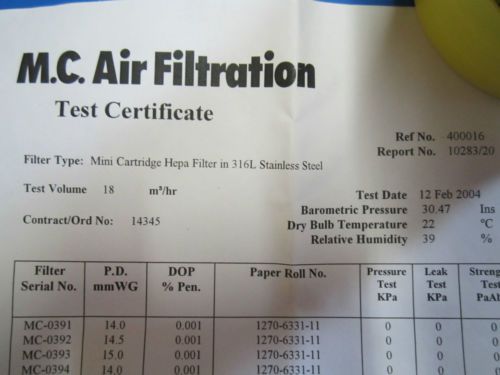 M.C. Air Filtration
Test Certificate
Ref No. 400016
Report No. 10283/20
Filter Type: Mini Cartridge Hepa Filter in 316L Stainless Steel
Test Volume 18 m³/hr
Test Date 12 Feb 2004
Barometric Pressure 30.47 Ins
Contract/Ord No: 14345
Dry Bulb Temperature 22 °C
Relative Humidity 39 %
Filter P.D. DOP Paper Roll No. Pressure Leak Streng
Serial No. mmWG % Pen. Test Test Test
KPa KPa PaAb
MC-0391 14.0 0.001 1270-6331-11 0 0 0
MC-0392 14.5 0.001 1270-6331-11 0 0 0
MC-0393 15.0 0.001 1270-6331-11 0 0 0
MC-0394 14.0 0.001 1270-6331-11 0 0